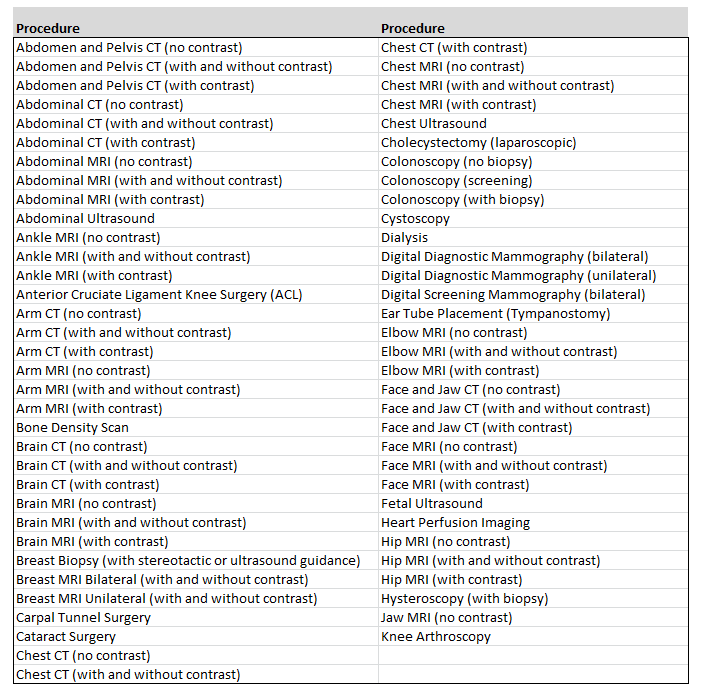 Procedure
Abdomen and Pelvis CT (no contrast)
Abdomen and Pelvis CT (with and without contrast)
Abdomen and Pelvis CT (with contrast)
Abdominal CT (no contrast)
Abdominal CT (with and without contrast)
Abdominal CT (with contrast)
Abdominal MRI (no contrast)
Abdominal MRI (with and without contrast)
Abdominal MRI (with contrast)
Abdominal Ultrasound
Ankle MRI (no contrast)
Ankle MRI (with and without contrast)
Ankle MRI (with contrast)
Anterior Cruciate Ligament Knee Surgery (ACL)
Arm CT (no contrast)
Arm CT (with and without contrast)
Arm CT (with contrast)
Arm MRI (no contrast)
Arm MRI (with and without contrast)
Arm MRI (with contrast)
Bone Density Scan
Brain CT (no contrast)
Brain CT (with and without contrast)
Brain CT (with contrast)
Brain MRI (no contrast)
Brain MRI (with and without contrast)
Brain MRI (with contrast)
Breast Biopsy (with stereotactic or ultrasound guidance)
Breast MRI Bilateral (with and without contrast)
Breast MRI Unilateral (with and without contrast)
Carpal Tunnel Surgery
Cataract Surgery
Chest CT (no contrast)
Chest CT (with and without contrast)
Procedure
Chest CT (with contrast)
Chest MRI (no contrast)
Chest MRI (with and without contrast)
Chest MRI (with contrast)
Chest Ultrasound
Cholecystectomy (laparoscopic)
Colonoscopy (no biopsy)
Colonoscopy (screening)
Colonoscopy (with biopsy)
Cystoscopy
Dialysis
Digital Diagnostic Mammography (bilateral)
Digital Diagnostic Mammography (unilateral)
Digital Screening Mammography (bilateral)
Ear Tube Placement (Tympanostomy)
Elbow MRI (no contrast)
Elbow MRI (with and without contrast)
Elbow MRI (with contrast)
Face and Jaw CT (no contrast)
Face and Jaw CT (with and without contrast)
Face and Jaw CT (with contrast)
Face MRI (no contrast)
Face MRI (with and without contrast)
Face MRI (with contrast)
Fetal Ultrasound
Heart Perfusion Imaging
Hip MRI (no contrast)
Hip MRI (with and without contrast)
Hip MRI (with contrast)
Hysteroscopy (with biopsy)
Jaw MRI (no contrast)
Knee Arthroscopy